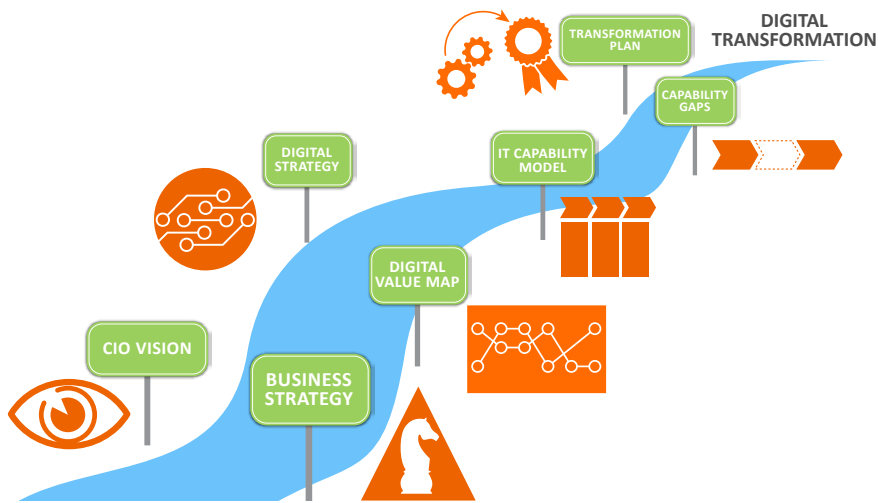 DIGITAL
TRANSFORMATION
TRANSFORMATION
PLAN
CAPABILITY
GAPS
DIGITAL
STRATEGY
IT CAPABILITY
MODEL
DIGITAL
VALUE MAP
CIO VISION
BUSINESS
STRATEGY